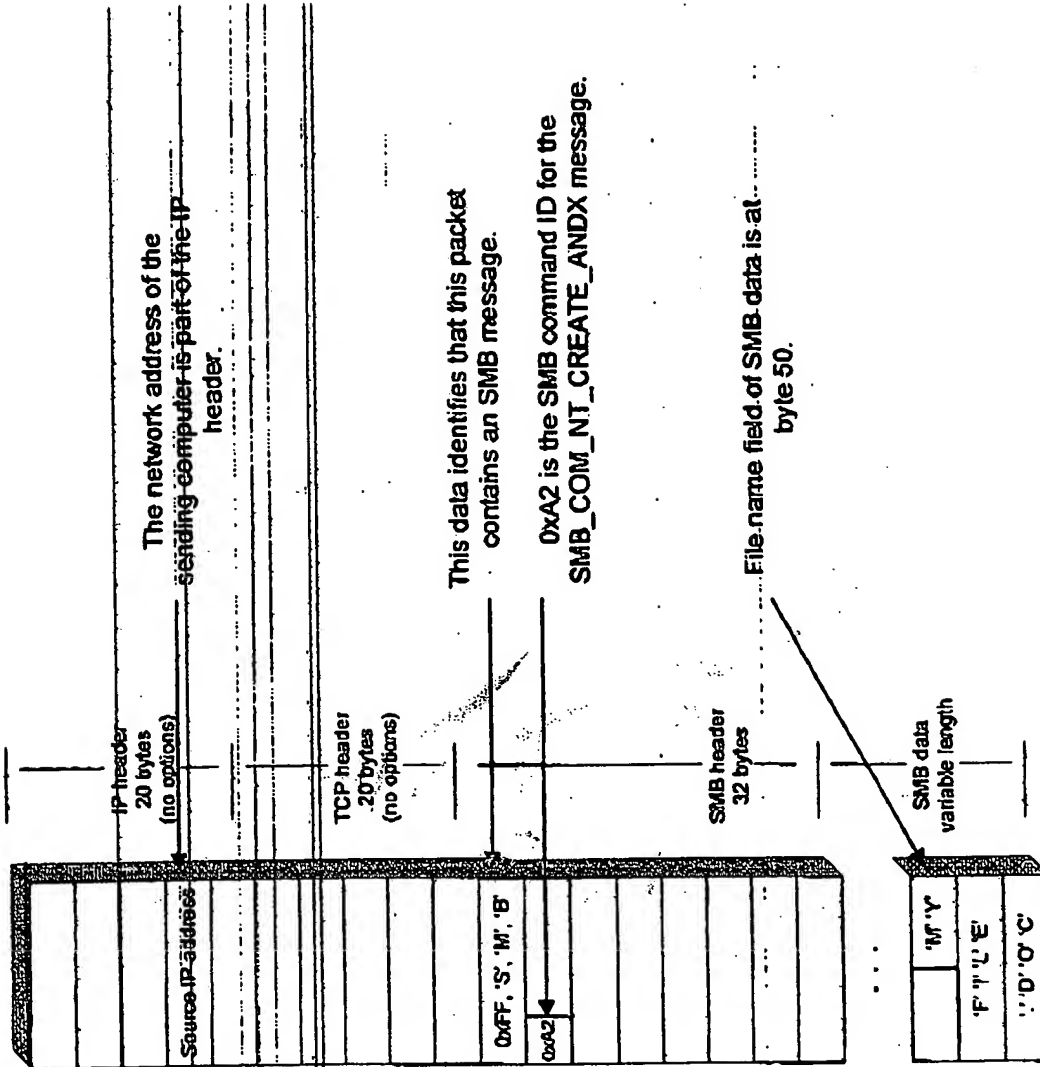 IP header
20 bytes
(no options)
The network address of the
sending computer is part of the IP
header.
Source IP address
TCP header
20 bytes
(no options)
This data identifies that this packet
contains an SMB message.
0xFF, 'S', 'M', 'B'
0xA2 is the SMB command ID for the
SMB_COM_NT_CREATE_ANDX message.
0xA2
SMB header
32 bytes
File name field of SMB data is at
byte 50.
SMB data
variable length
. . .
'M' 'Y'
'F' 'I' 'L' 'E'
'.' 'D' 'O' 'C'